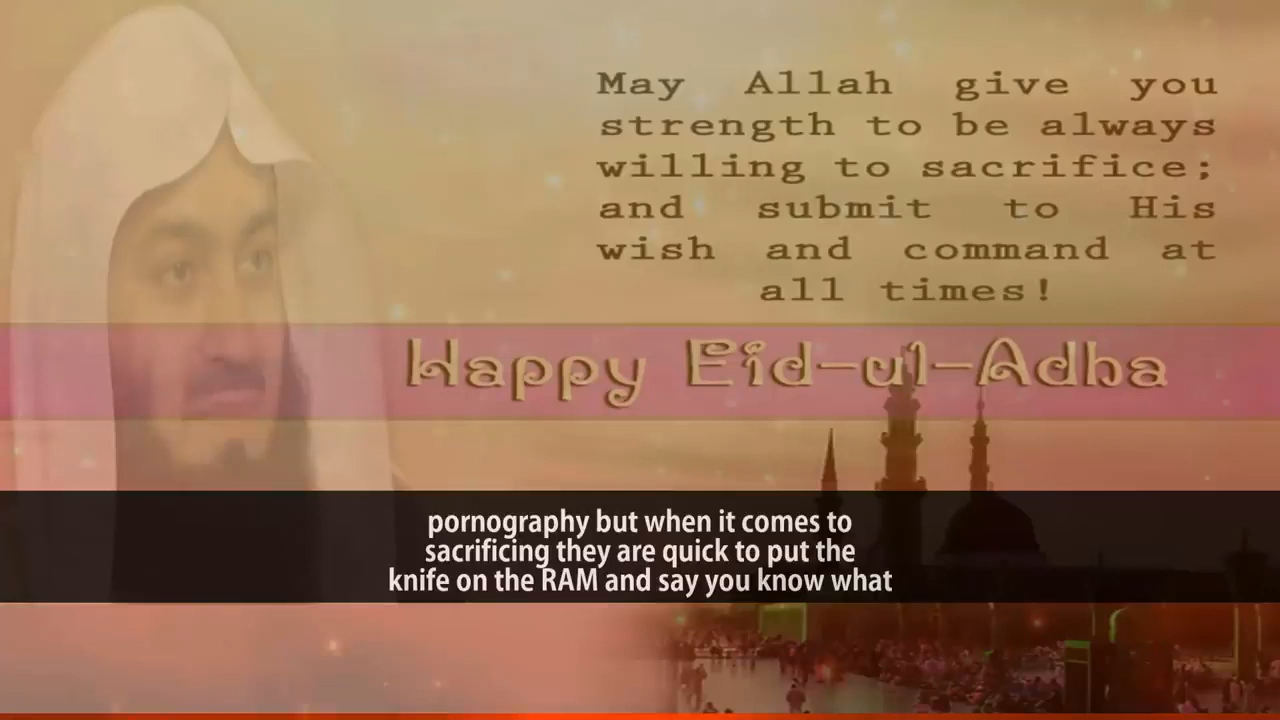 May Allah give you
strength to be always
willing to sacrifice;
and submit to His
wish and command at
all times!
Happy Eid-ul-Adha
pornography but when it comes to
sacrificing they are quick to put the
knife on the RAM and say you know what